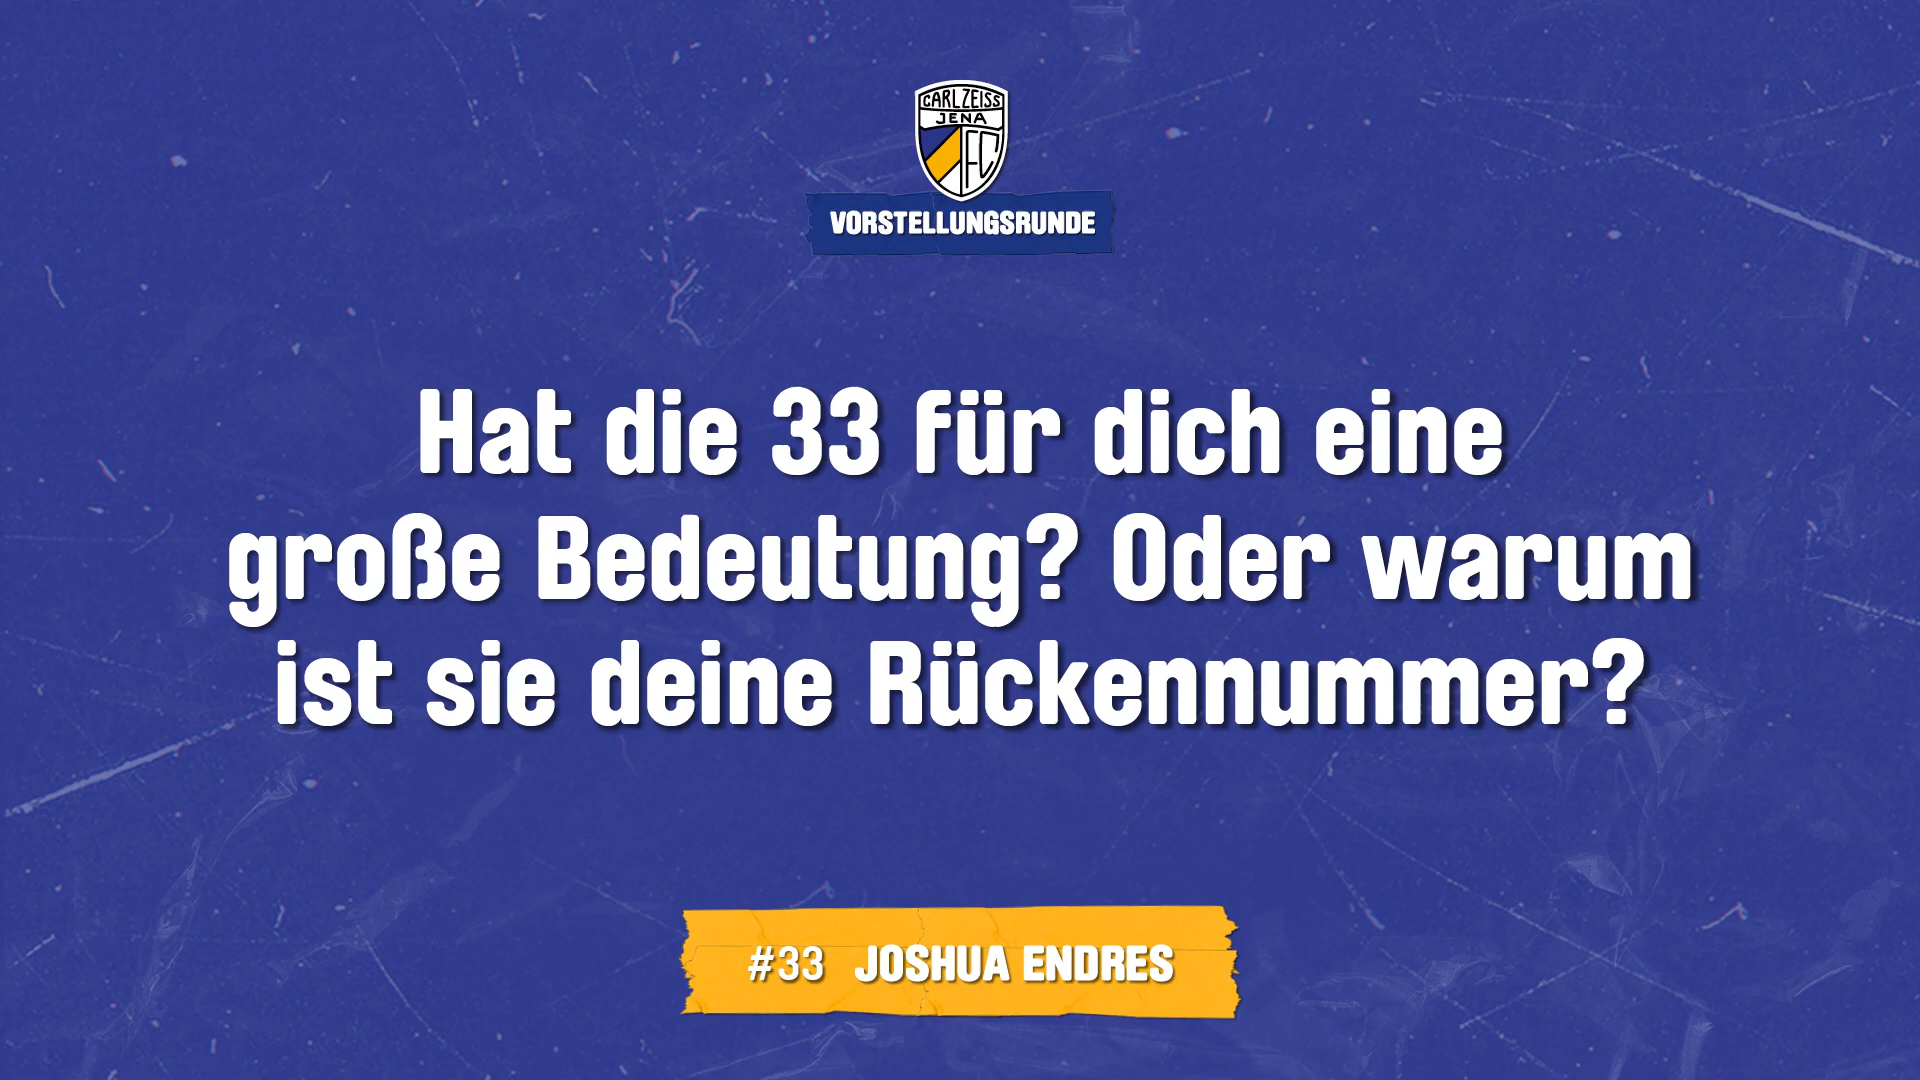 CARL ZEISS
JENA
FC
VORSTELLUNGSRUNDE
Hat die 33 für dich eine
große Bedeutung? Oder warum
ist sie deine Rückennummer?
#33 JOSHUA ENDRES